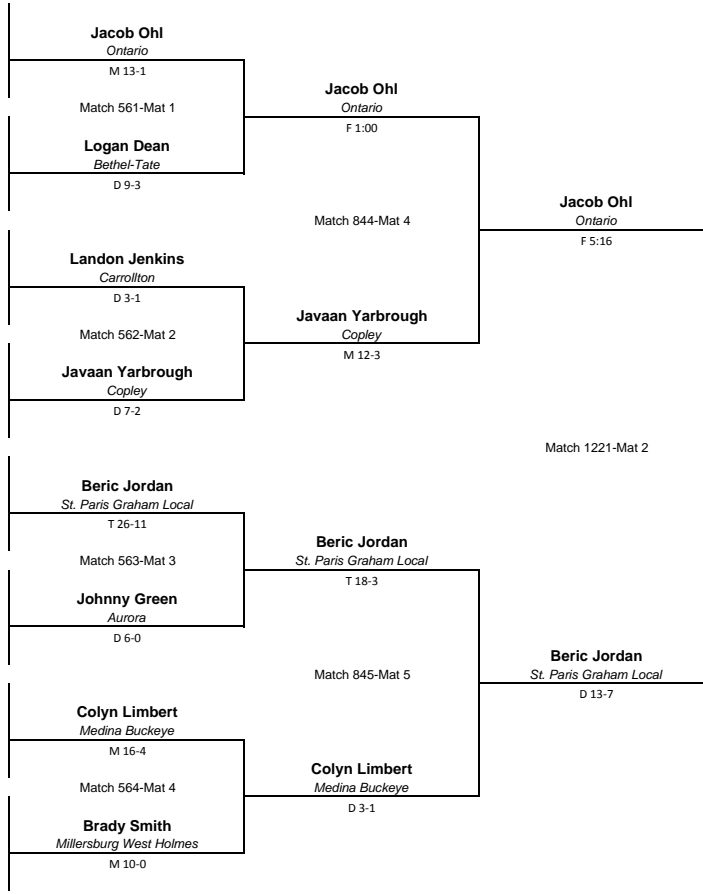 Jacob Ohl
Ontario
M 13-1
Match 561-Mat 1
Logan Dean
Bethel-Tate
D 9-3
Landon Jenkins
Carrollton
D 3-1
Match 562-Mat 2
Javaan Yarbrough
Copley
D 7-2
Beric Jordan
St. Paris Graham Local
T 26-11
Match 563-Mat 3
Johnny Green
Aurora
D 6-0
Colyn Limbert
Medina Buckeye
M 16-4
Match 564-Mat 4
Brady Smith
Millersburg West Holmes
M 10-0
Jacob Ohl
Ontario
F 1:00
Match 844-Mat 4
Javaan Yarbrough
Copley
M 12-3
Beric Jordan
St. Paris Graham Local
T 18-3
Match 845-Mat 5
Colyn Limbert
Medina Buckeye
D 3-1
Jacob Ohl
Ontario
F 5:16
Match 1221-Mat 2
Beric Jordan
St. Paris Graham Local
D 13-7